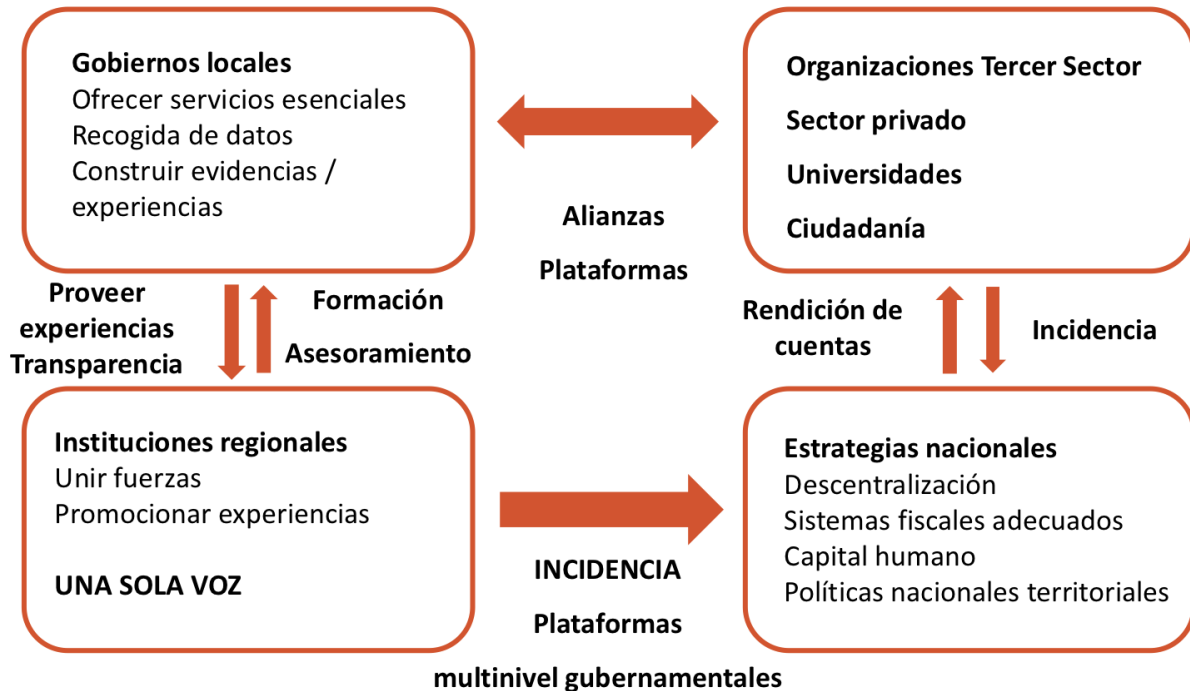 Gobiernos locales
Ofrecer servicios esenciales
Recogida de datos
Construir evidencias /
experiencias
Alianzas
Plataformas
Organizaciones Tercer Sector
Sector privado
Universidades
Ciudadanía
Proveer
experiencias
Transparencia
Formación
Asesoramiento
Rendición de
cuentas
Incidencia
Instituciones regionales
Unir fuerzas
Promocionar experiencias
UNA SOLA VOZ
INCIDENCIA
Plataformas
multinivel gubernamentales
Estrategias nacionales
Descentralización
Sistemas fiscales adecuados
Capital humano
Políticas nacionales territoriales